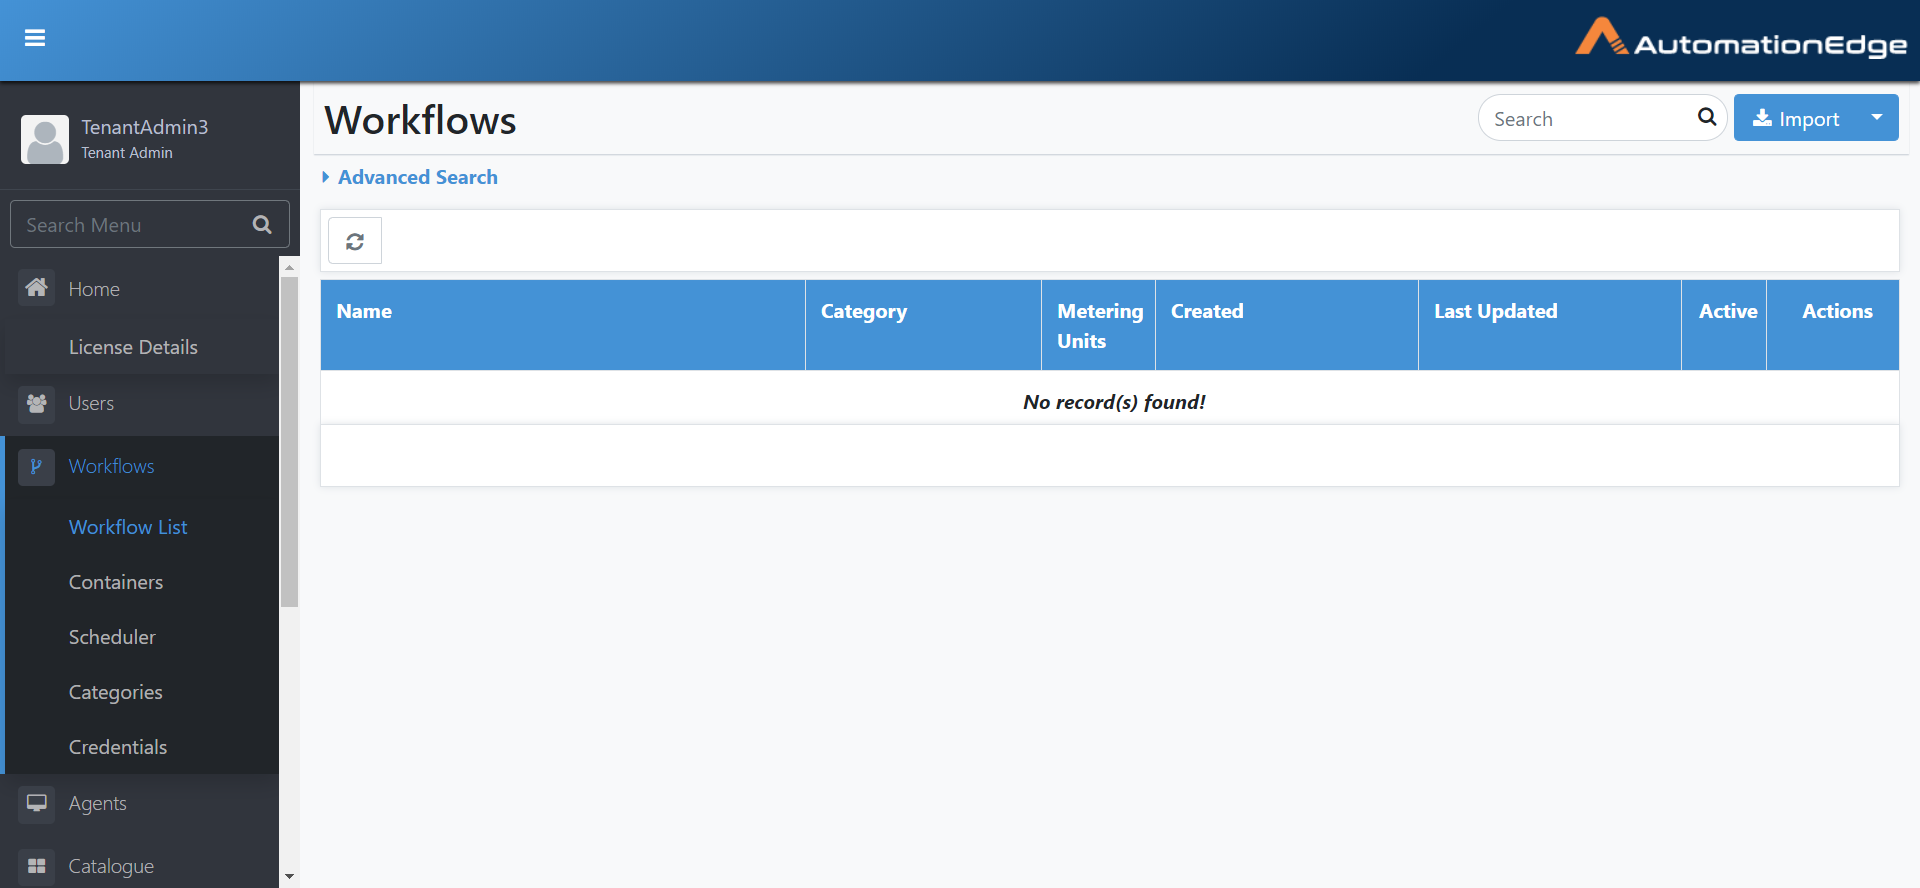 AutomationEdge
TenantAdmin3
Tenant Admin
Search Menu
Home
License Details
Users
Workflows
Workflow List
Containers
Scheduler
Categories
Credentials
Agents
Catalogue
Workflows
Search
Import
Advanced Search
Name
Category
Metering
Units
Created
Last Updated
Active
Actions
No record(s) found!